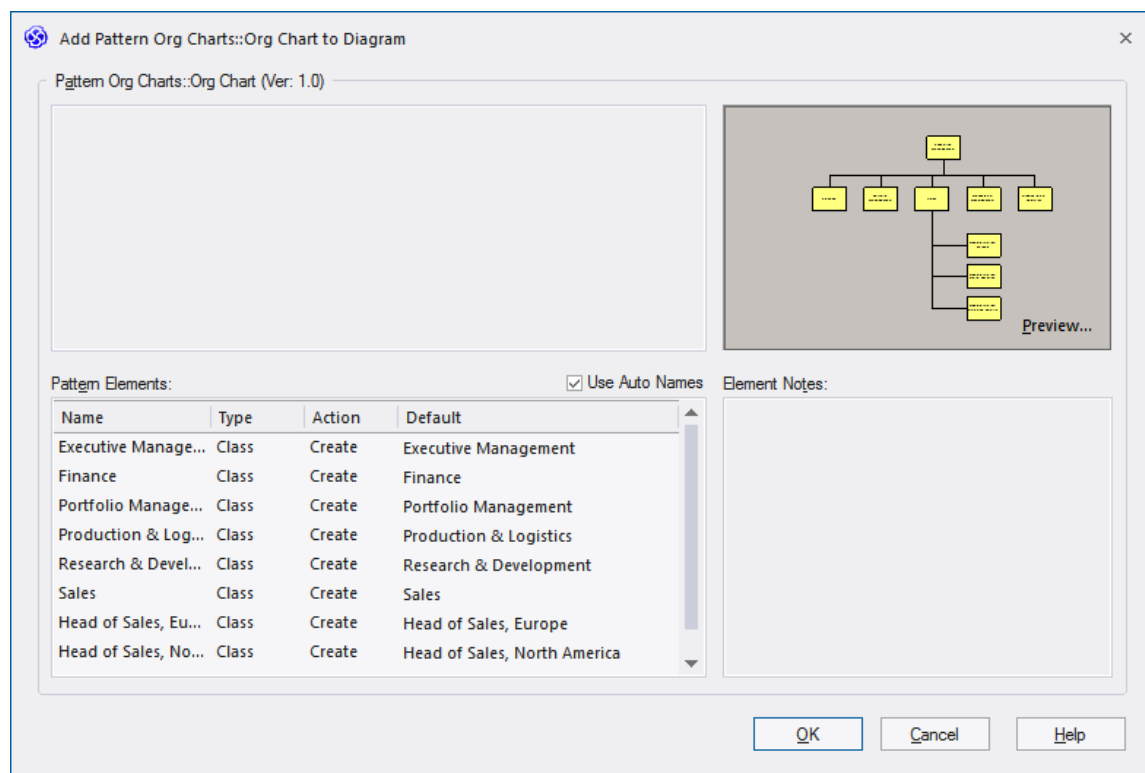 Add Pattern Org Charts::Org Chart to Diagram
Pattern Org Charts::Org Chart (Ver: 1.0)
Preview...
Pattern Elements:
Use Auto Names
Element Notes:
Name Type Action Default
Executive Manage... Class Create Executive Management
Finance Class Create Finance
Portfolio Manage... Class Create Portfolio Management
Production & Log... Class Create Production & Logistics
Research & Devel... Class Create Research & Development
Sales Class Create Sales
Head of Sales, Eu... Class Create Head of Sales, Europe
Head of Sales, No... Class Create Head of Sales, North America
OK
Cancel
Help